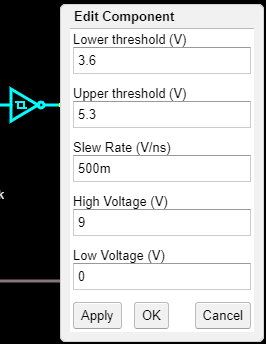 Edit Component
Lower threshold (V)
3.6
Upper threshold (V)
5.3
Slew Rate (V/ns)
500m
High Voltage (V)
9
k
Low Voltage (V)
0
Apply OK Cancel